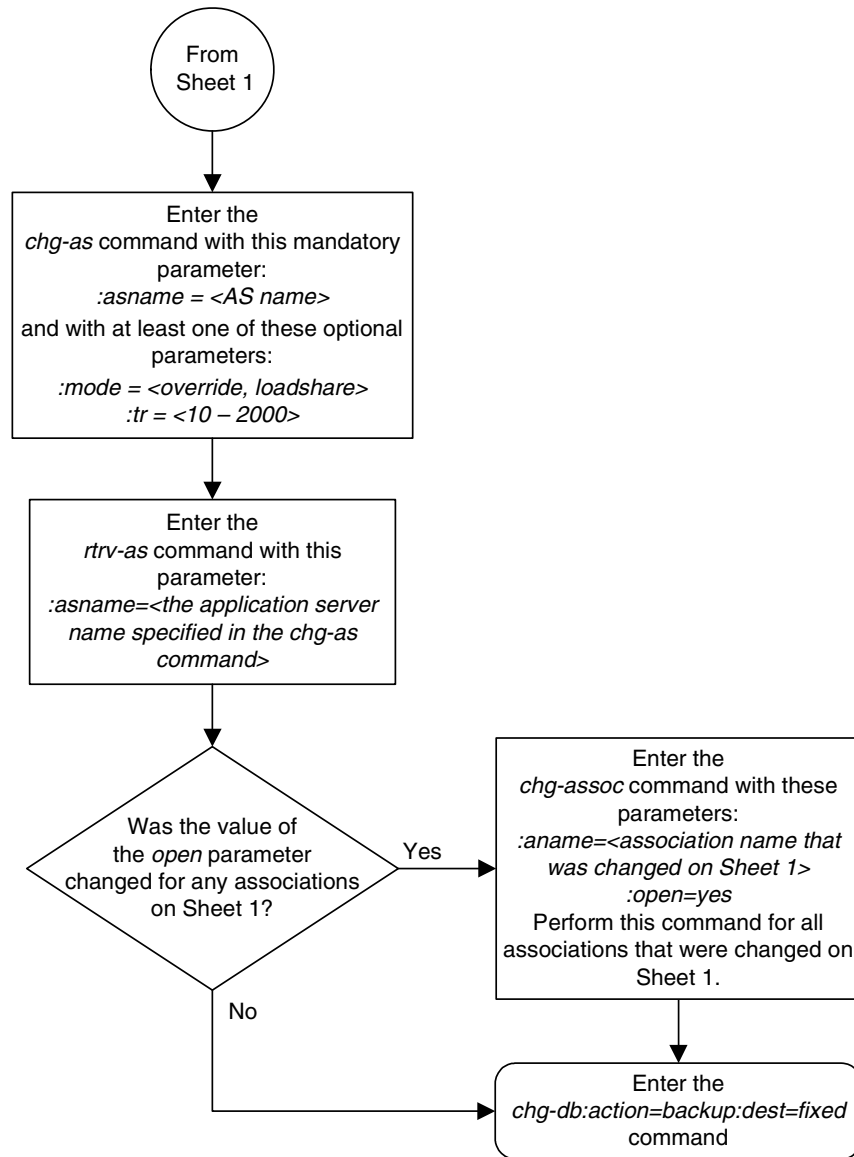 From
Sheet 1
Enter the
chg-as command with this mandatory
parameter:
:asname = <AS name>
and with at least one of these optional
parameters:
:mode = <override, loadshare>
:tr = <10 – 2000>
Enter the
rtrv-as command with this
parameter:
:asname=<the application server
name specified in the chg-as
command>
Was the value of
the open parameter
changed for any associations
on Sheet 1?
Yes
No
Enter the
chg-assoc command with these
parameters:
:aname=<association name that
was changed on Sheet 1>
:open=yes
Perform this command for all
associations that were changed on
Sheet 1.
Enter the
chg-db:action=backup:dest=fixed
command